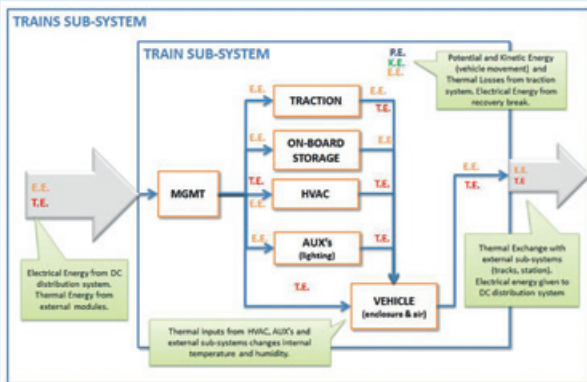 TRAINS SUB-SYSTEM
TRAIN SUB-SYSTEM
P.E.
K.E.
E.E.
Potential and Kinetic Energy
(vehicle movement) and
Thermal Losses from traction
system. Electrical Energy from
recovery break.
E.E.
TRACTION
E.E.
T.E.
E.E.
ON-BOARD
STORAGE
E.E.
E.E.
T.E.
MGMT
T.E.
E.E.
HVAC
T.E.
E.E.
T.E.
E.E.
T.E
E.E.
AUX's
(lighting)
T.E.
Electrical Energy from DC
distribution system.
Thermal Energy from
external modules.
Thermal Exchange with
external sub-systems
(tracks, station).
Electrical energy given to
DC distribution system
T.E.
VEHICLE
(enclosure & air)
Thermal inputs from HVAC, AUX's and
external sub-systems changes internal
temperature and humidity.